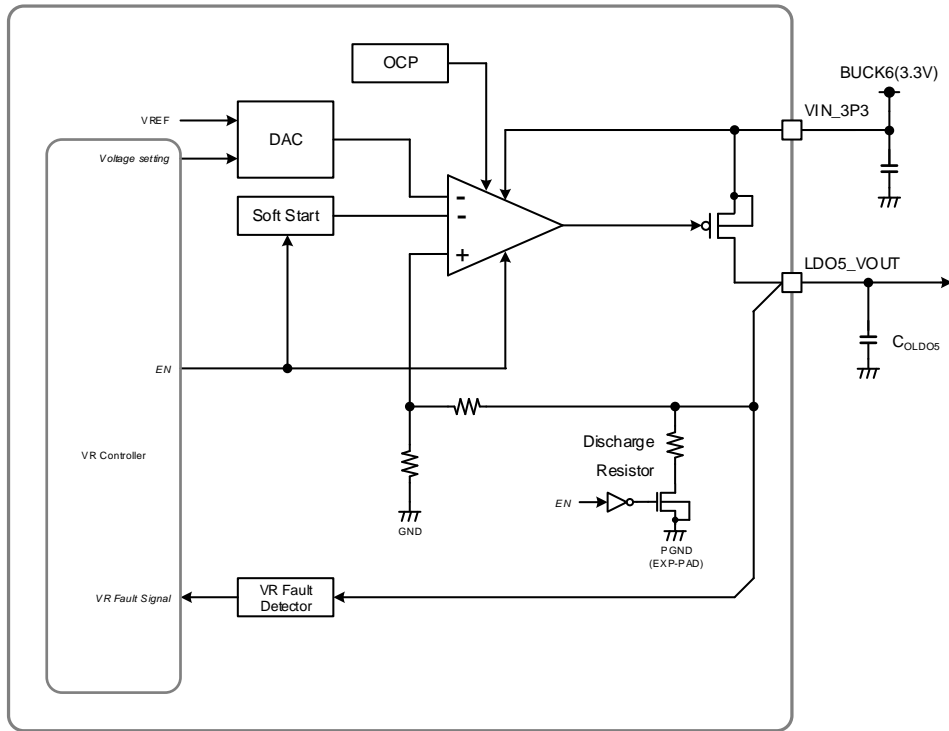 OCP
BUCK6(3.3V)
VIN_3P3
VREF
DAC
Voltage setting
-
Soft Start
-
+
LDO5_VOUT
COLDO5
EN
Discharge
Resistor
VR Controller
EN
GND
PGND
(EXP-PAD)
VR Fault Signal
VR Fault
Detector